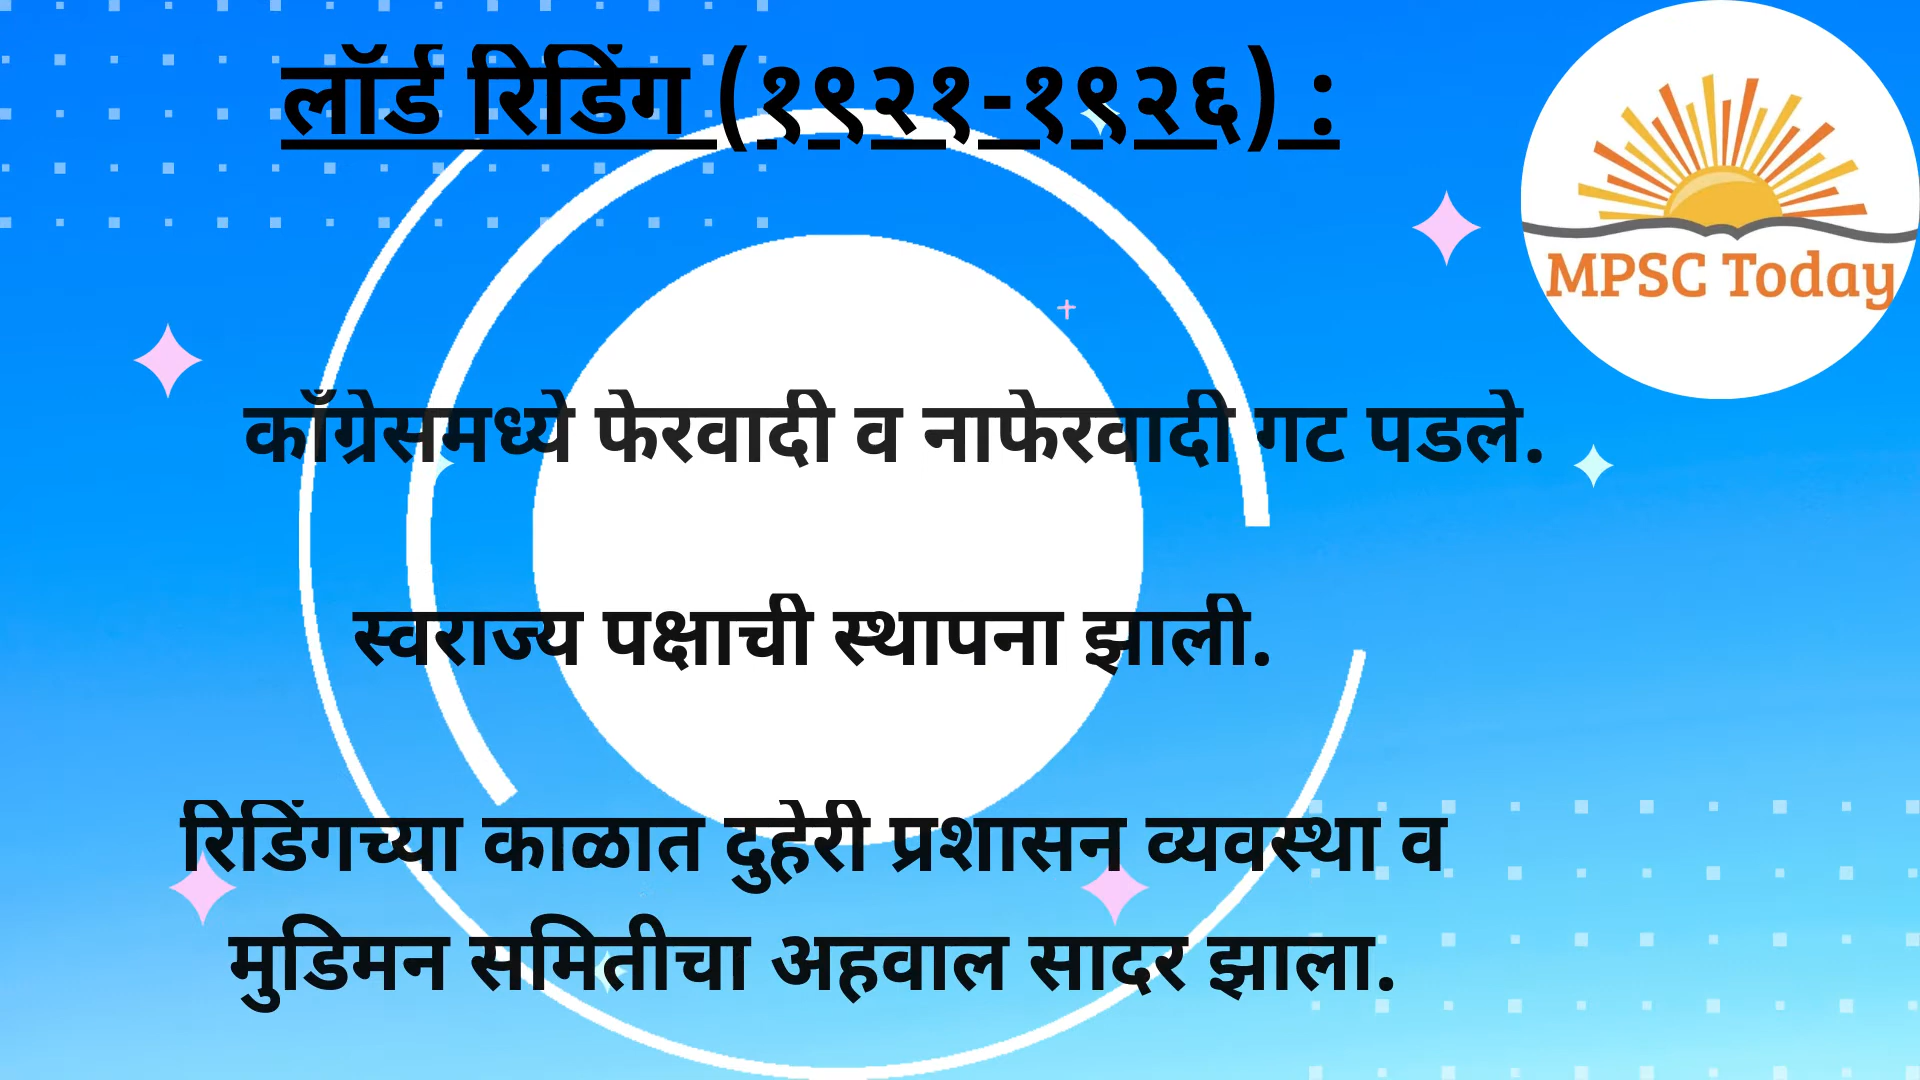 लॉर्ड रिडिंग (१९२१-१९२६) :
MPSC Today
काँग्रेसमध्ये फेरवादी व नाफेरवादी गट पडले.
स्वराज्य पक्षाची स्थापना झाली.
रिडिंगच्या काळात दुहेरी प्रशासन व्यवस्था व
मुडिमन समितीचा अहवाल सादर झाला.